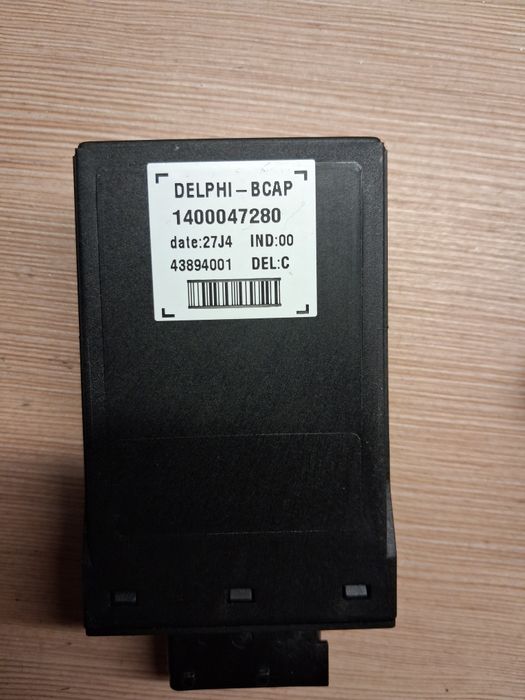 DELPHI-BCAP
1400047280
date:27J4 IND:00
43894001 DEL:C